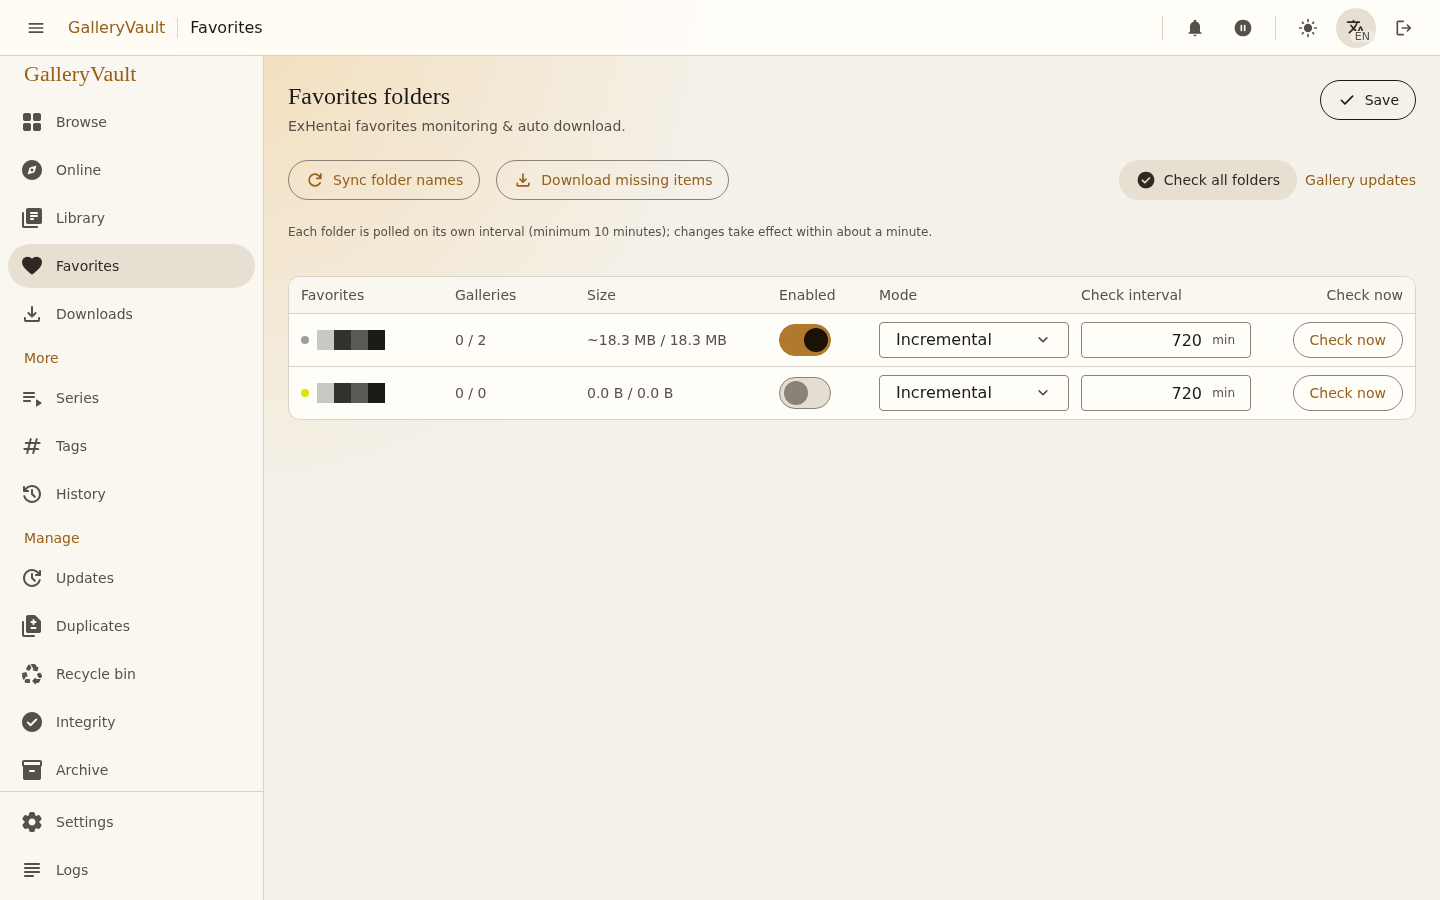 GalleryVault
Favorites
EN
GalleryVault
Browse
Online
Library
Favorites
Downloads
More
Series
Tags
History
Manage
Updates
Duplicates
Recycle bin
Integrity
Archive
Settings
Logs
Favorites folders
ExHentai favorites monitoring & auto download.
Save
Sync folder names
Download missing items
Check all folders
Gallery updates
Each folder is polled on its own interval (minimum 10 minutes); changes take effect within about a minute.
Favorites Galleries Size Enabled Mode Check interval Check now
0 / 2 ~18.3 MB / 18.3 MB Incremental 720 min Check now
0 / 0 0.0 B / 0.0 B Incremental 720 min Check now